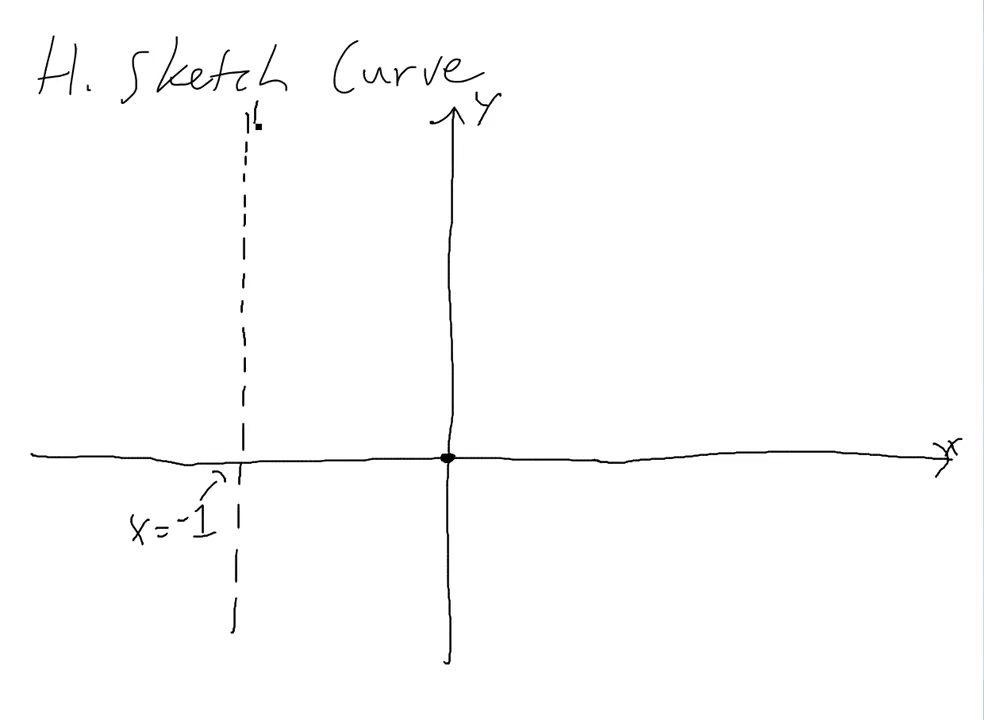 H. Sketch Curve
y
x
x = -1